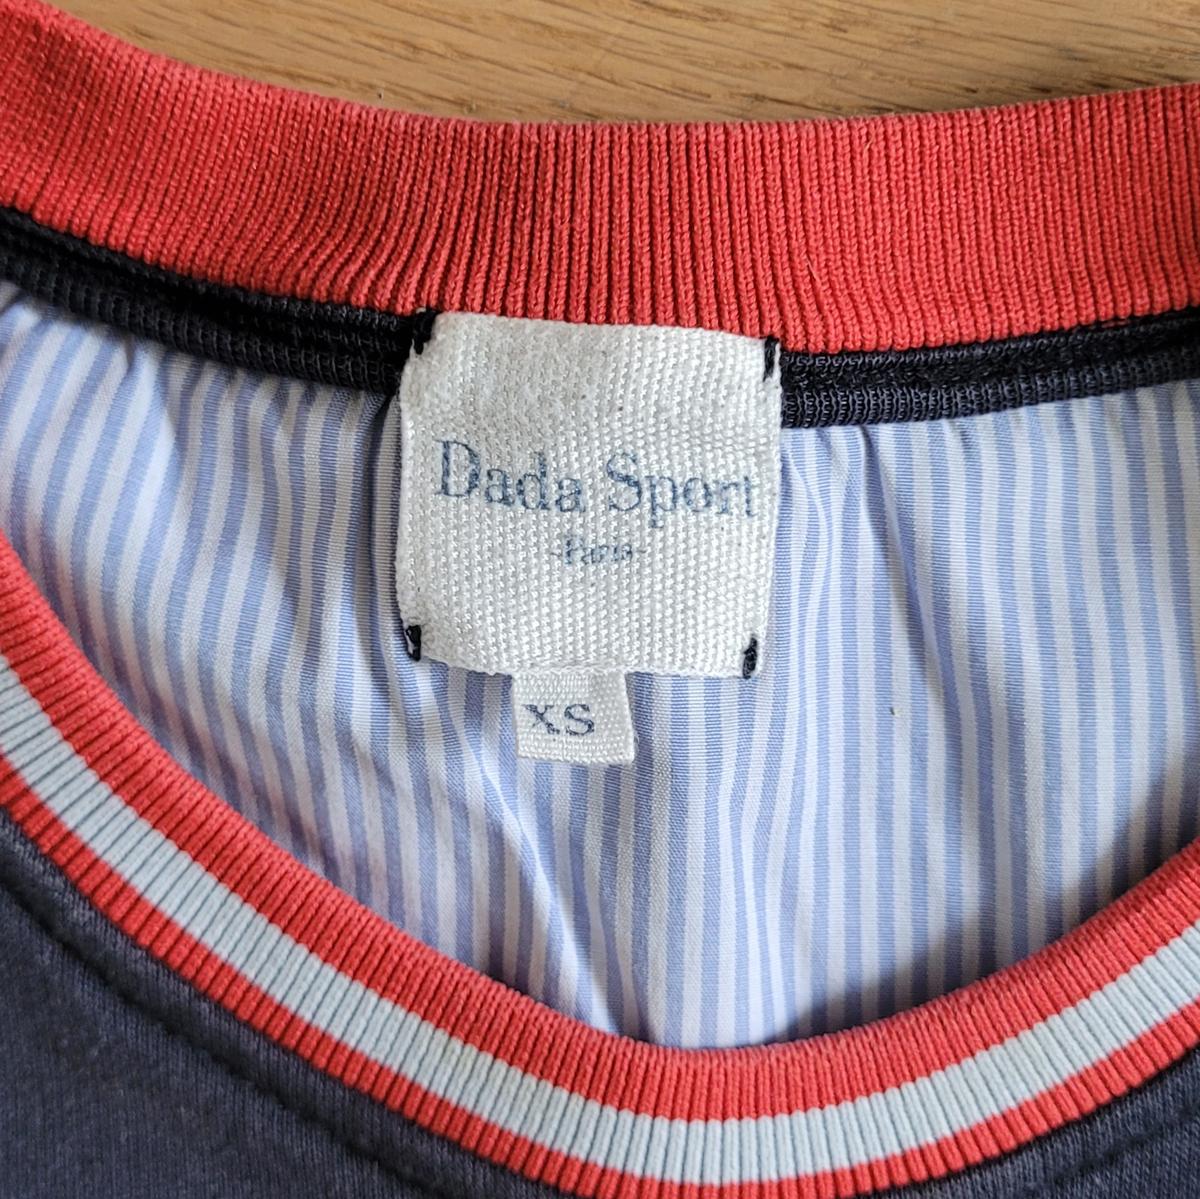 Dada Sport
-Paris-
XS